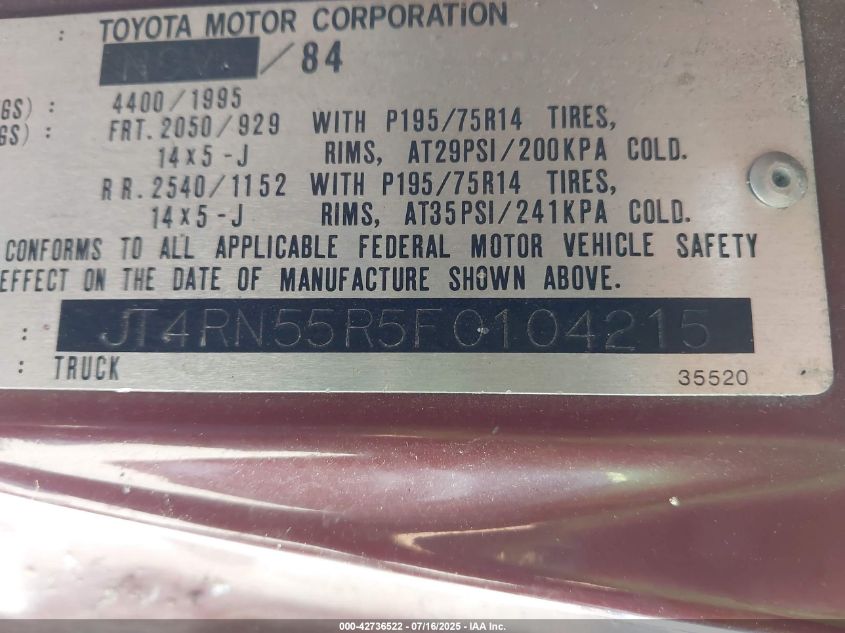 : TOYOTA MOTOR CORPORATION
NOV. /84
GS) : 4400/1995
GS) : FRT. 2050/929 WITH P195/75R14 TIRES,
14X5-J RIMS, AT29PSI/200KPA COLD.
RR. 2540/1152 WITH P195/75R14 TIRES,
14X5-J RIMS, AT35PSI/241KPA COLD.
CONFORMS TO ALL APPLICABLE FEDERAL MOTOR VEHICLE SAFETY
EFFECT ON THE DATE OF MANUFACTURE SHOWN ABOVE.
: JT4RN55R5F0104215
: TRUCK
35520
000-42736522 - 07/16/2025 - IAA Inc.